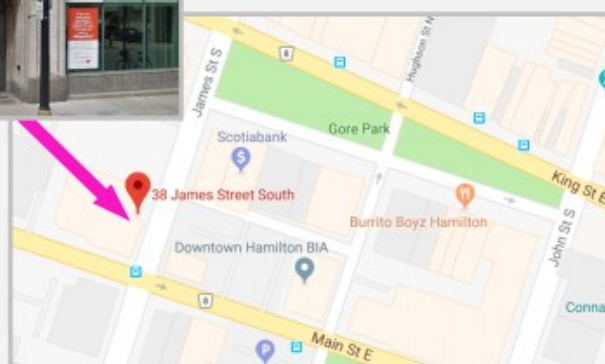 Hughson St N
8
James St S
Scotiabank
$
Gore Park
King St E
38 James Street South
Burrito Boyz Hamilton
John St S
Downtown Hamilton BIA
8
Conna
Main St E
P